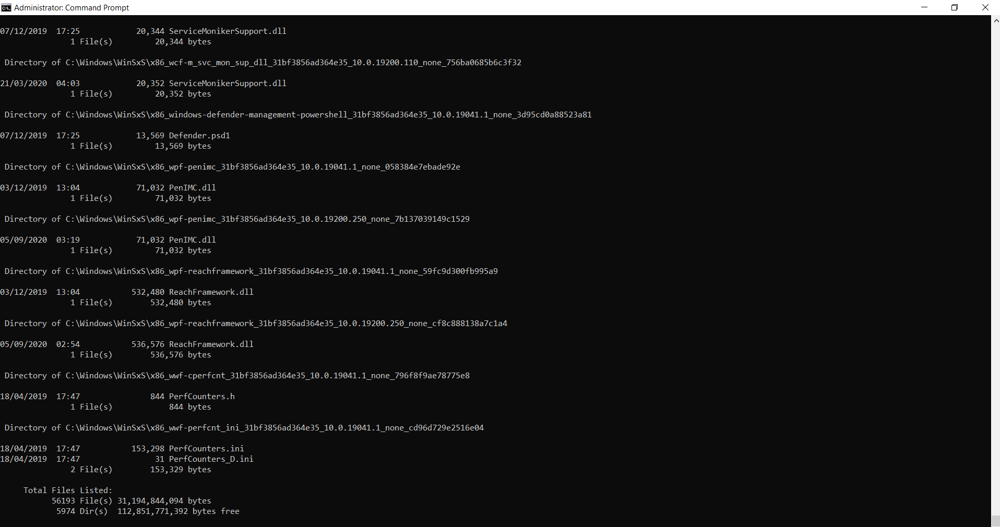 Administrator: Command Prompt
07/12/2019  17:25            20,344 ServiceMonikerSupport.dll
               1 File(s)         20,344 bytes
 Directory of C:\Windows\WinSxS\x86_wcf-m_svc_mon_sup_dll_31bf3856ad364e35_10.0.19200.110_none_756ba0685b6c3f32
21/03/2020  04:03            20,352 ServiceMonikerSupport.dll
               1 File(s)         20,352 bytes
 Directory of C:\Windows\WinSxS\x86_windows-defender-management-powershell_31bf3856ad364e35_10.0.19041.1_none_3d95cd0a88523a81
07/12/2019  17:25            13,569 Defender.psd1
               1 File(s)         13,569 bytes
 Directory of C:\Windows\WinSxS\x86_wpf-penimc_31bf3856ad364e35_10.0.19041.1_none_058384e7ebade92e
03/12/2019  13:04            71,032 PenIMC.dll
               1 File(s)         71,032 bytes
 Directory of C:\Windows\WinSxS\x86_wpf-penimc_31bf3856ad364e35_10.0.19200.250_none_7b137039149c1529
05/09/2020  03:19            71,032 PenIMC.dll
               1 File(s)         71,032 bytes
 Directory of C:\Windows\WinSxS\x86_wpf-reachframework_31bf3856ad364e35_10.0.19041.1_none_59fc9d300fb995a9
03/12/2019  13:04           532,480 ReachFramework.dll
               1 File(s)        532,480 bytes
 Directory of C:\Windows\WinSxS\x86_wpf-reachframework_31bf3856ad364e35_10.0.19200.250_none_cf8c888138a7c1a4
05/09/2020  02:54           536,576 ReachFramework.dll
               1 File(s)        536,576 bytes
 Directory of C:\Windows\WinSxS\x86_wwf-cperfcnt_31bf3856ad364e35_10.0.19041.1_none_796f8f9ae78775e8
18/04/2019  17:47               844 PerfCounters.h
               1 File(s)            844 bytes
 Directory of C:\Windows\WinSxS\x86_wwf-perfcnt_ini_31bf3856ad364e35_10.0.19041.1_none_cd96d729e2516e04
18/04/2019  17:47           153,298 PerfCounters.ini
18/04/2019  17:47                31 PerfCounters_D.ini
               2 File(s)        153,329 bytes
     Total Files Listed:
           56193 File(s) 31,194,844,094 bytes
            5974 Dir(s)  112,851,771,392 bytes free